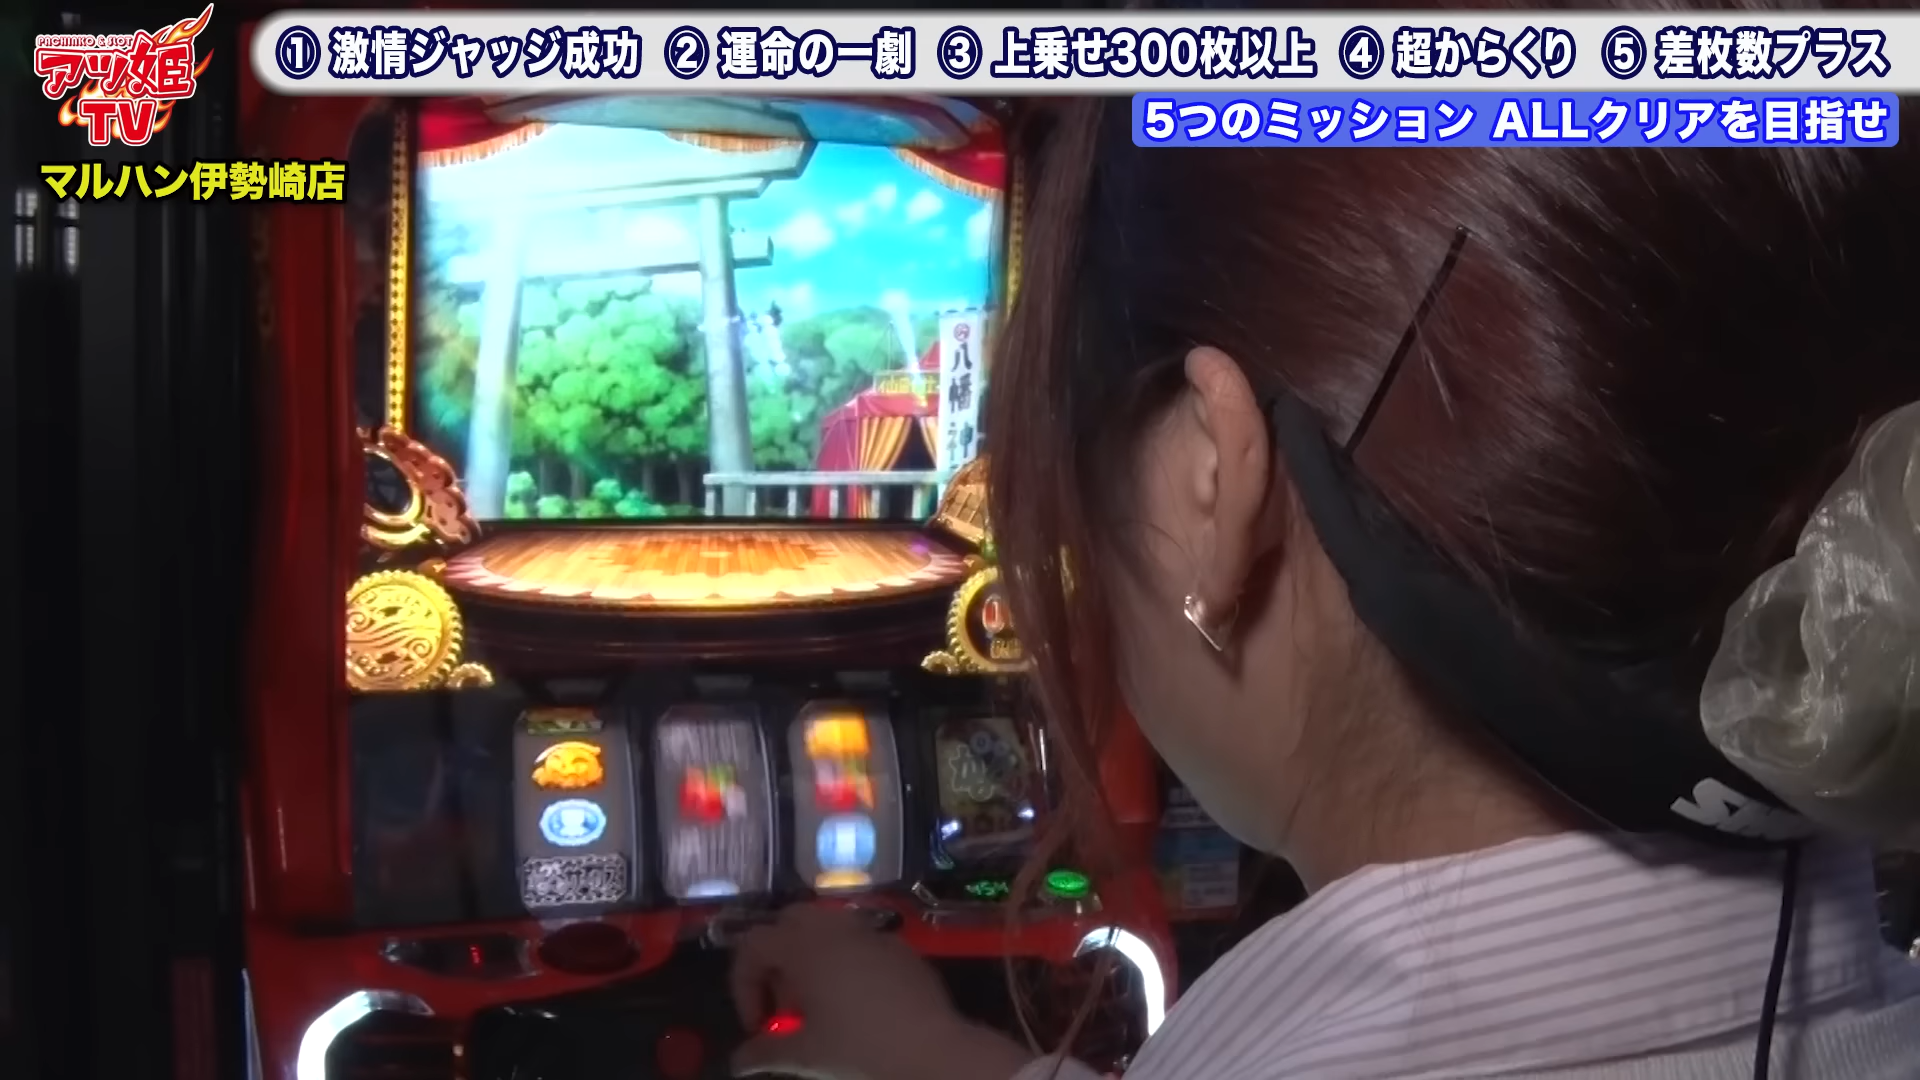 PACHINKO & SLOT
アツ姫
TV
① 激情ジャッジ成功 ② 運命の一劇 ③ 上乗せ300枚以上 ④ 超からくり ⑤ 差枚数プラス
5つのミッション ALLクリアを目指せ
マルハン伊勢崎店
八幡神